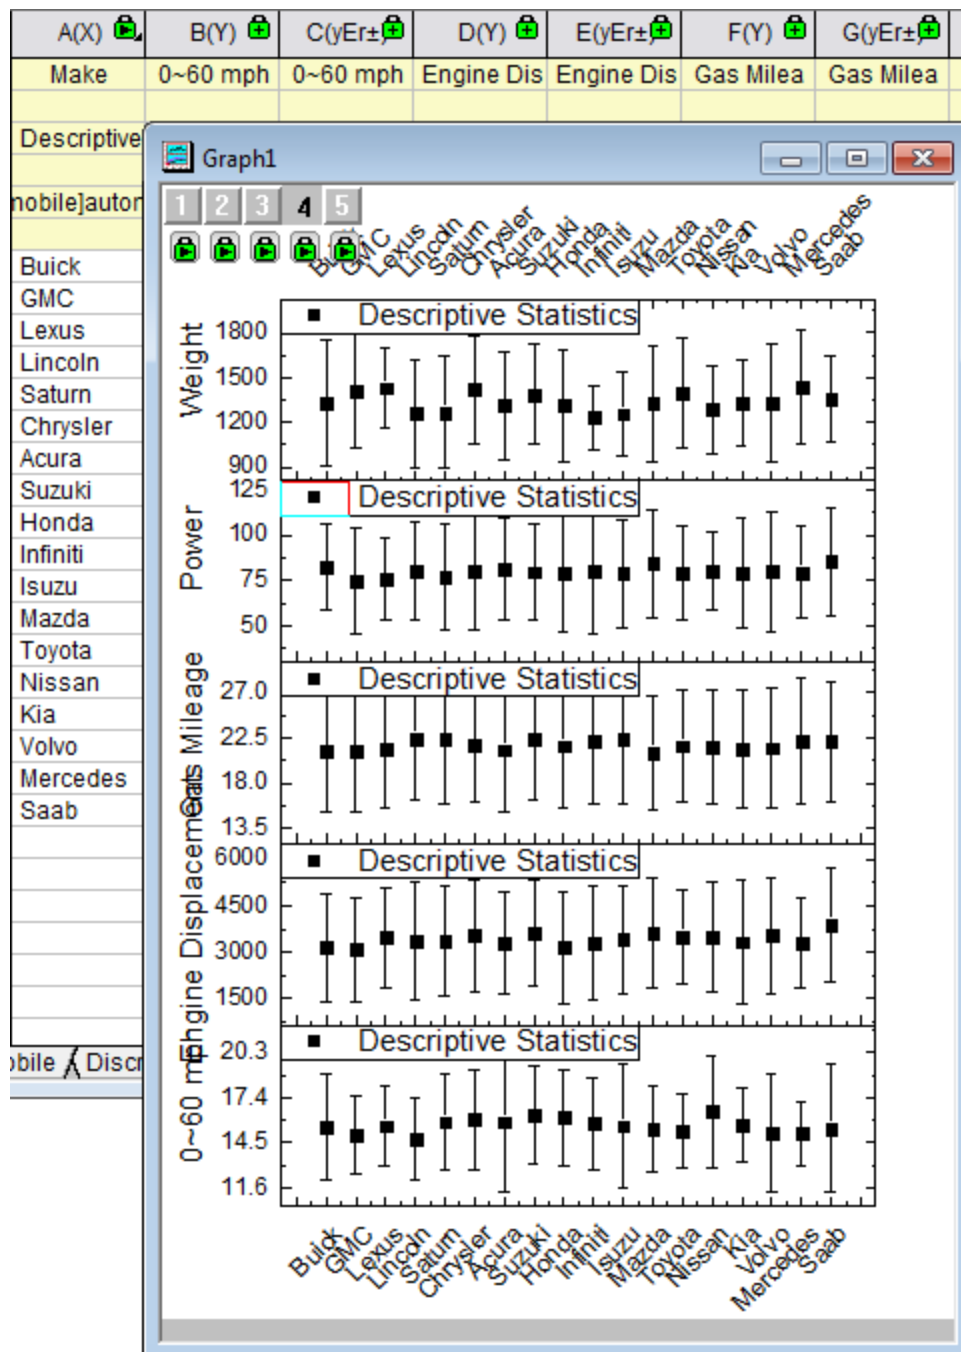 A(X) B(Y) C(yEr±) D(Y) E(yEr±) F(Y) G(yEr±)
Make 0~60 mph 0~60 mph Engine Dis Engine Dis Gas Milea Gas Milea
Descriptive
nobile]auton
Buick
GMC
Lexus
Lincoln
Saturn
Chrysler
Acura
Suzuki
Honda
Infiniti
Isuzu
Mazda
Toyota
Nissan
Kia
Volvo
Mercedes
Saab
obile Discr
Graph1
1 2 3 4 5
Buick GMC Lexus Lincoln Saturn Chrysler Acura Suzuki Honda Infiniti Isuzu Mazda Toyota Nissan Kia Volvo Mercedes Saab
Descriptive Statistics
Weight
1800
1500
1200
900
Descriptive Statistics
Power
125
100
75
50
Descriptive Statistics
Gas Mileage
27.0
22.5
18.0
13.5
Descriptive Statistics
Engine Displacement
6000
4500
3000
1500
Descriptive Statistics
0~60 mph
20.3
17.4
14.5
11.6
Buick GMC Lexus Lincoln Saturn Chrysler Acura Suzuki Honda Infiniti Isuzu Mazda Toyota Nissan Kia Volvo Mercedes Saab